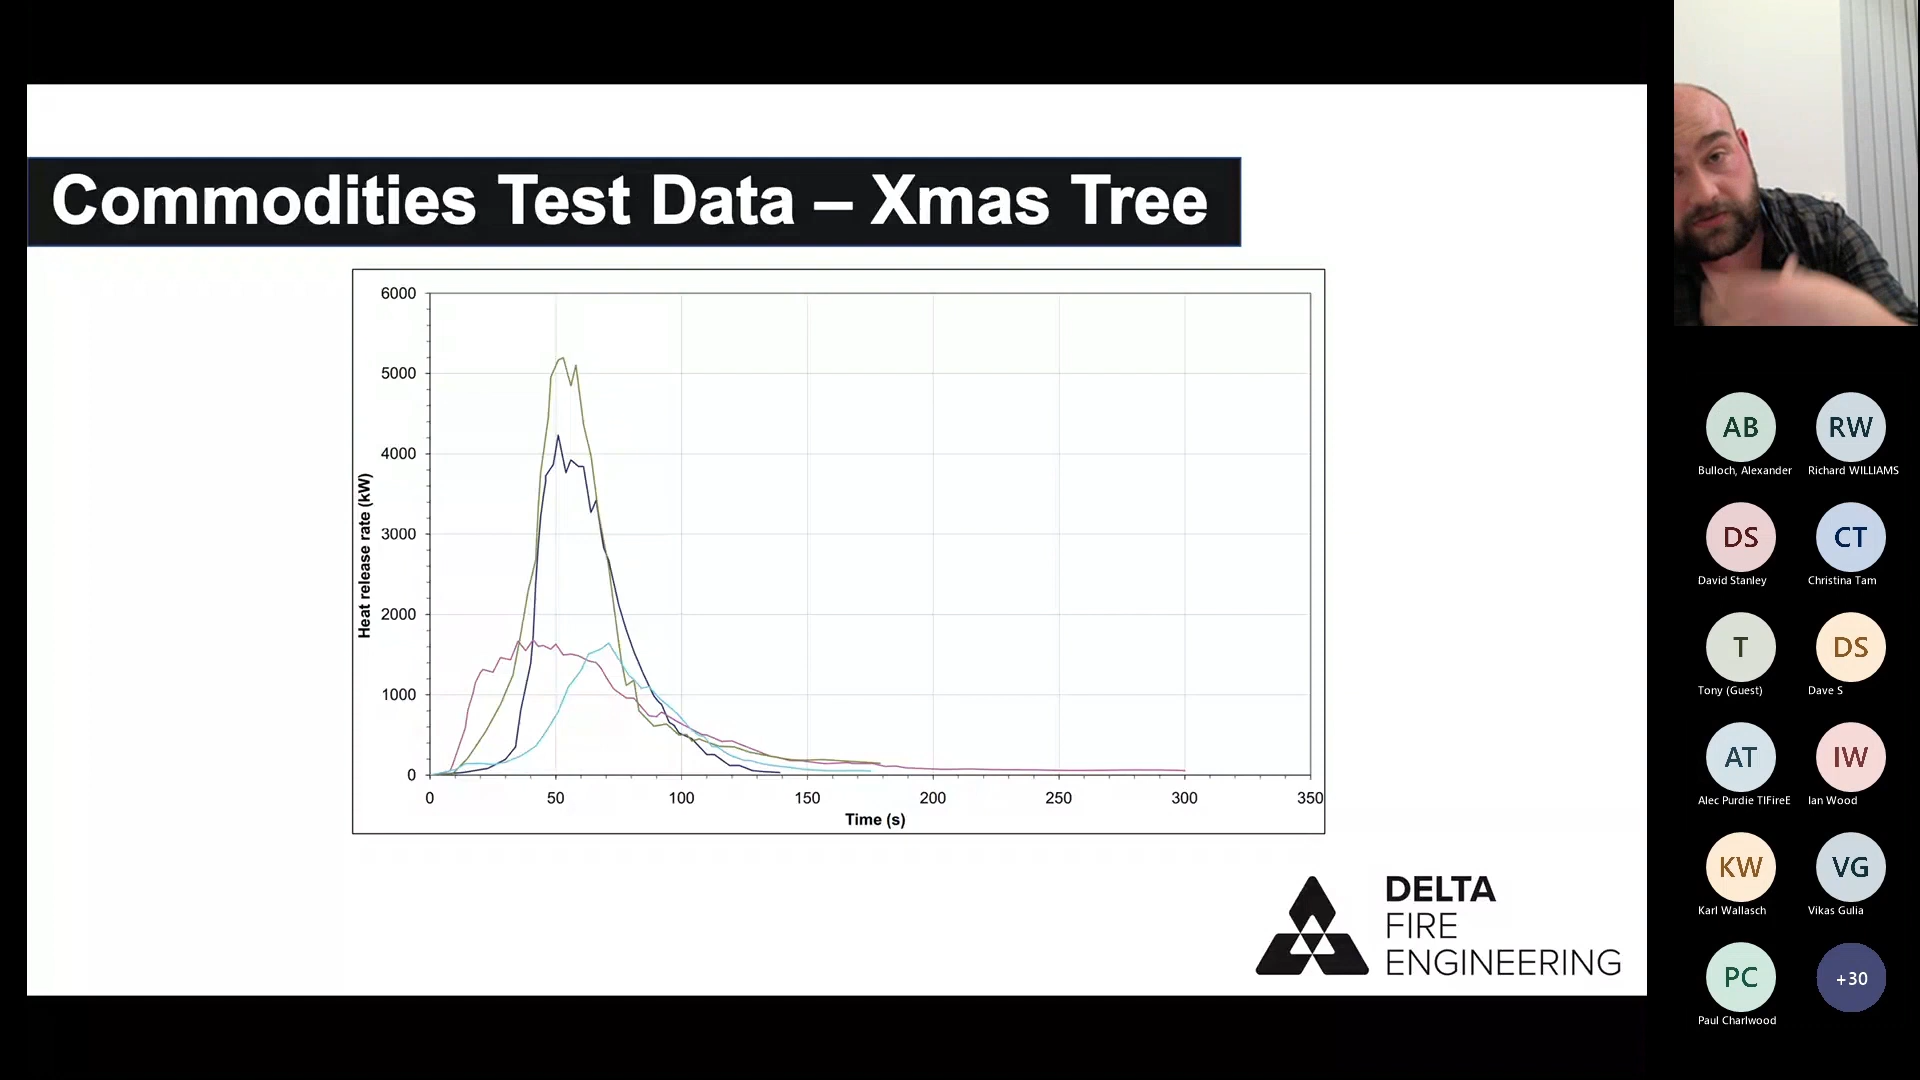 Commodities Test Data – Xmas Tree
6000
5000
4000
3000
2000
1000
0
Heat release rate (kW)
0 50 100 150 200 250 300 350
Time (s)
DELTA
FIRE
ENGINEERING
AB RW
Bulloch, Alexander Richard WILLIAMS
DS CT
David Stanley Christina Tam
T DS
Tony (Guest) Dave S
AT IW
Alec Purdie TIFireE Ian Wood
KW VG
Karl Wallasch Vikas Gulia
PC +30
Paul Charlwood